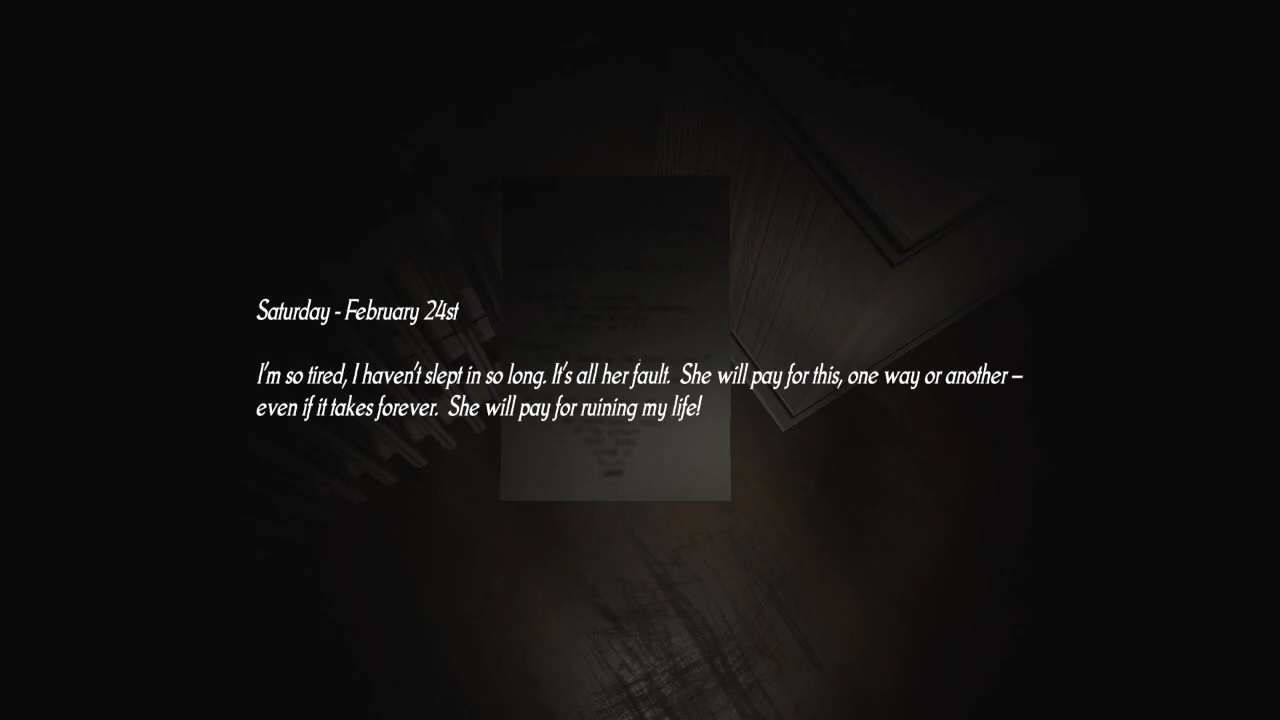 Saturday - February 24st
I'm so tired, I haven't slept in so long. It's all her fault.  She will pay for this, one way or another –
even if it takes forever.  She will pay for ruining my life!